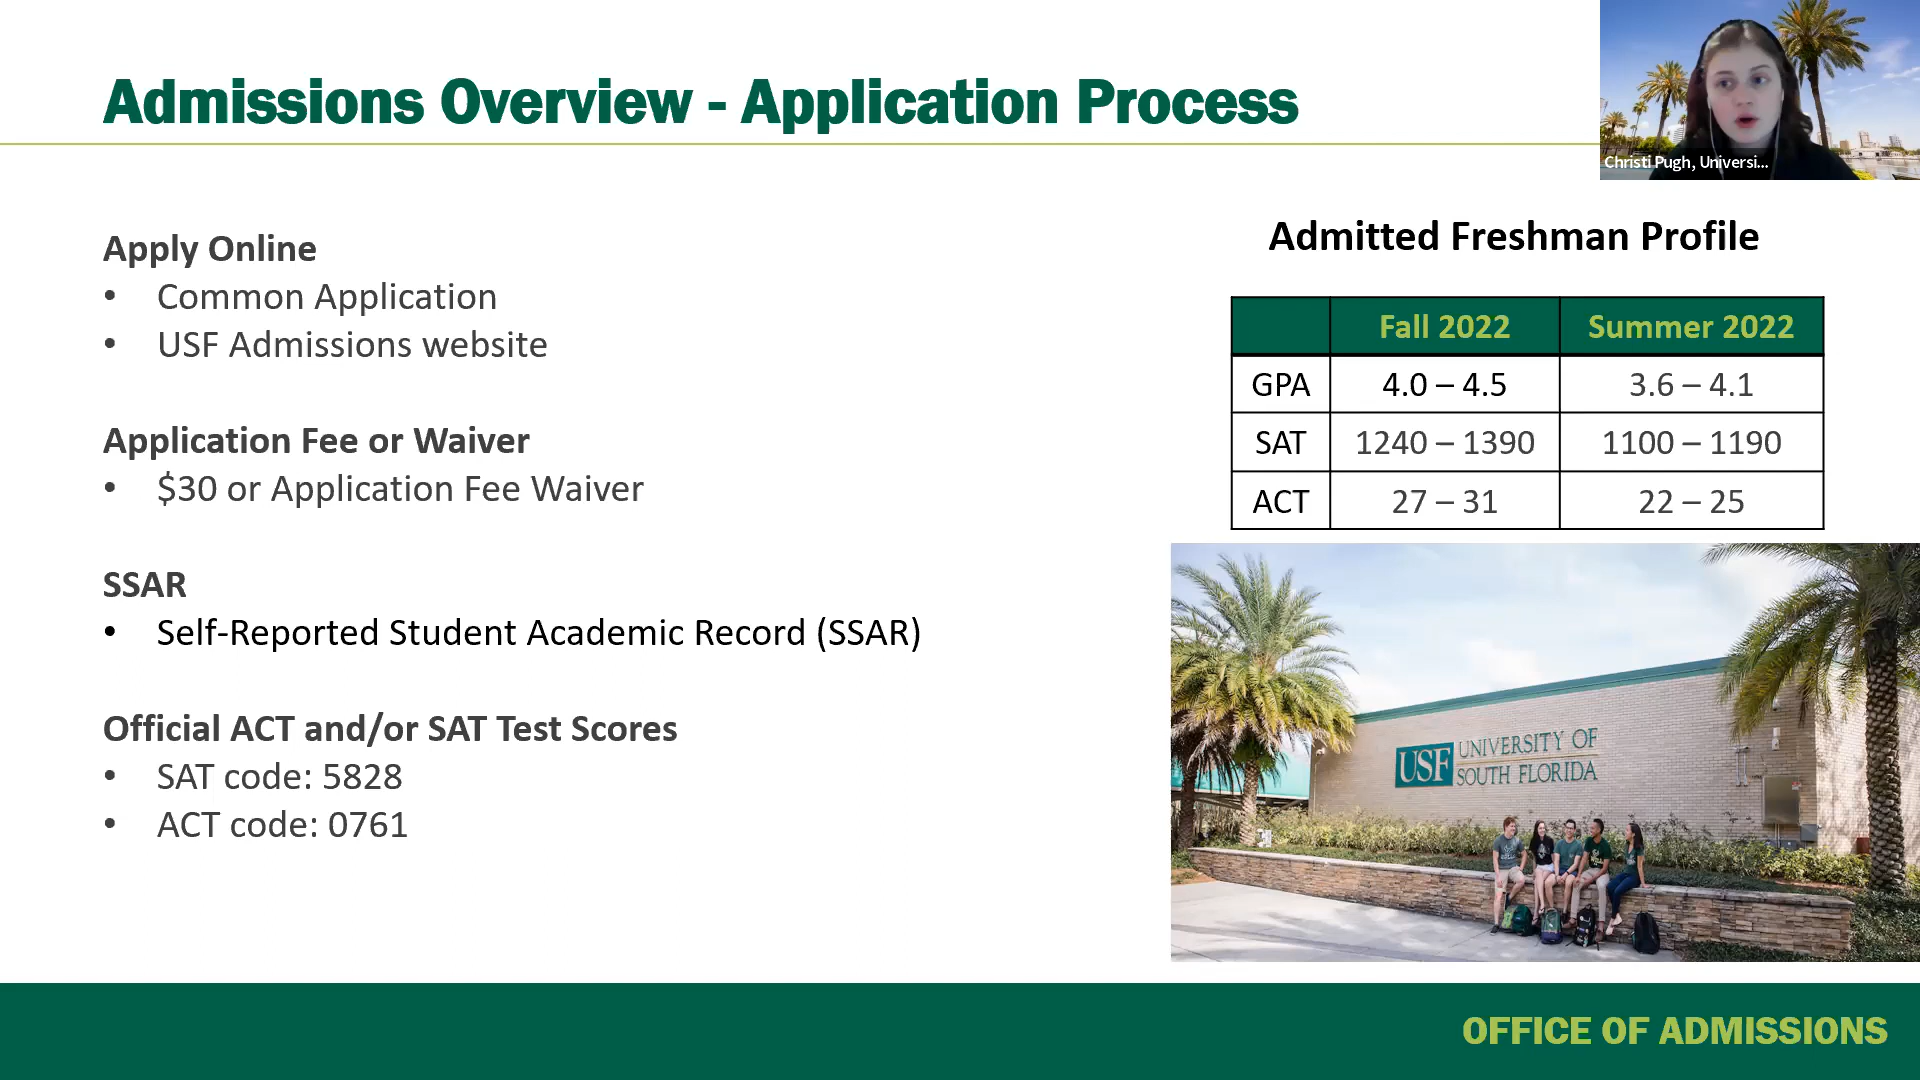 Admissions Overview - Application Process
Christi Pugh, Universi...
Apply Online
• Common Application
• USF Admissions website
Application Fee or Waiver
• $30 or Application Fee Waiver
SSAR
• Self-Reported Student Academic Record (SSAR)
Official ACT and/or SAT Test Scores
• SAT code: 5828
• ACT code: 0761
Admitted Freshman Profile
Fall 2022 Summer 2022
GPA 4.0 – 4.5 3.6 – 4.1
SAT 1240 – 1390 1100 – 1190
ACT 27 – 31 22 – 25
USF UNIVERSITY OF
SOUTH FLORIDA
OFFICE OF ADMISSIONS